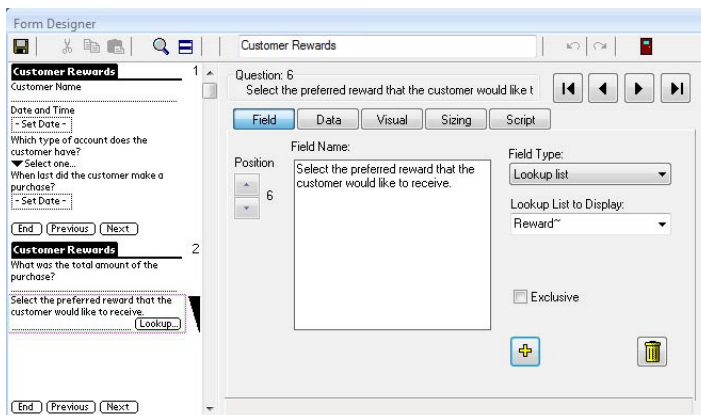 Form Designer
Customer Rewards
Customer Rewards 1
Customer Name
Date and Time
- Set Date -
Which type of account does the
customer have?
Select one...
When last did the customer make a
purchase?
- Set Date -
End Previous Next
Customer Rewards 2
What was the total amount of the
purchase?
Select the preferred reward that the
customer would like to receive.
Lookup...
End Previous Next
Question: 6
Select the preferred reward that the customer would like t
Field Data Visual Sizing Script
Position
6
Field Name:
Select the preferred reward that the
customer would like to receive.
Field Type:
Lookup list
Lookup List to Display:
Reward~
Exclusive